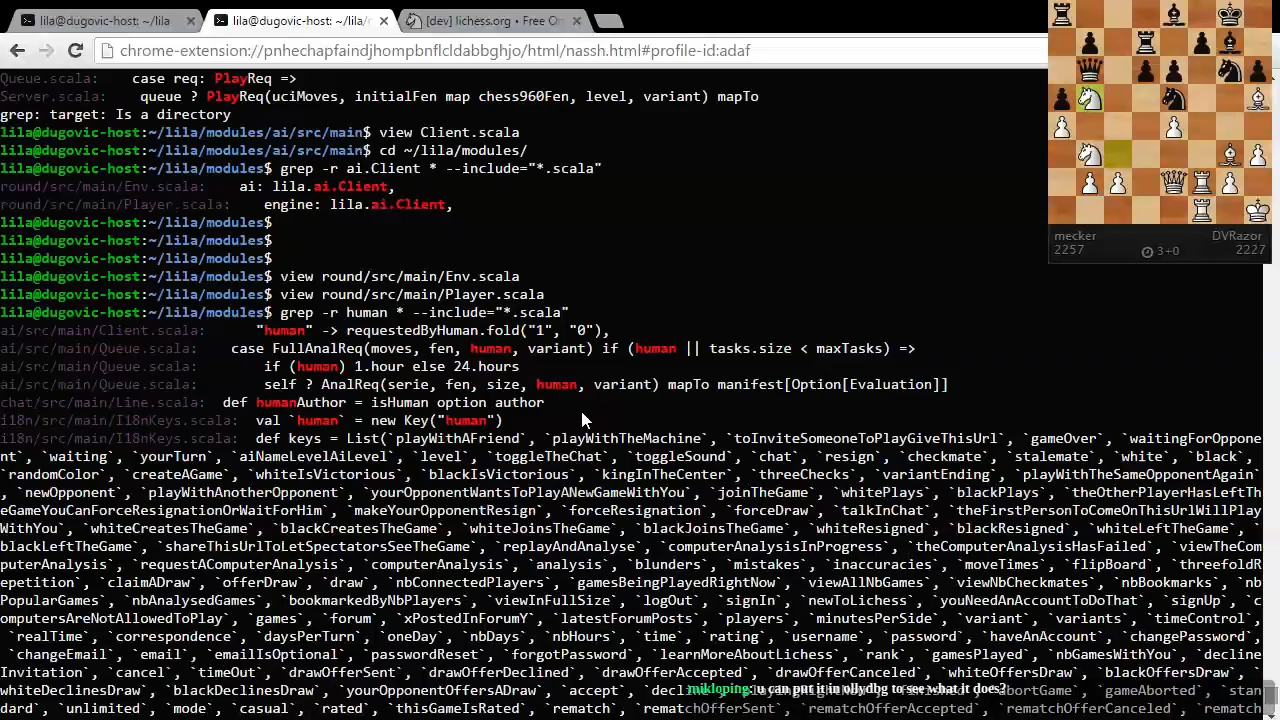 lila@dugovic-host: ~/lila
lila@dugovic-host: ~/lila/
[dev] lichess.org • Free On
chrome-extension://pnhechapfaindjhompbnflcldabbghjo/html/nassh.html#profile-id:adaf
Queue.scala:    case req: PlayReq =>
Server.scala:    queue ? PlayReq(uciMoves, initialFen map chess960Fen, level, variant) mapTo
grep: target: Is a directory
lila@dugovic-host:~/lila/modules/ai/src/main$ view Client.scala
lila@dugovic-host:~/lila/modules/ai/src/main$ cd ~/lila/modules/
lila@dugovic-host:~/lila/modules$ grep -r ai.Client * --include="*.scala"
round/src/main/Env.scala:    ai: lila.ai.Client,
round/src/main/Player.scala:    engine: lila.ai.Client,
lila@dugovic-host:~/lila/modules$
lila@dugovic-host:~/lila/modules$
lila@dugovic-host:~/lila/modules$
lila@dugovic-host:~/lila/modules$ view round/src/main/Env.scala
lila@dugovic-host:~/lila/modules$ view round/src/main/Player.scala
lila@dugovic-host:~/lila/modules$ grep -r human * --include="*.scala"
ai/src/main/Client.scala:    "human" -> requestedByHuman.fold("1", "0"),
ai/src/main/Queue.scala:    case FullAnalReq(moves, fen, human, variant) if (human || tasks.size < maxTasks) =>
ai/src/main/Queue.scala:    if (human) 1.hour else 24.hours
ai/src/main/Queue.scala:    self ? AnalReq(serie, fen, size, human, variant) mapTo manifest[Option[Evaluation]]
chat/src/main/Line.scala:  def humanAuthor = isHuman option author
i18n/src/main/I18nKeys.scala:  val `human` = new Key("human")
i18n/src/main/I18nKeys.scala:  def keys = List(`playWithAFriend`, `playWithTheMachine`, `toInviteSomeoneToPlayGiveThisUrl`, `gameOver`, `waitingForOppone
nt`, `waiting`, `yourTurn`, `aiNameLevelAiLevel`, `level`, `toggleTheChat`, `toggleSound`, `chat`, `resign`, `checkmate`, `stalemate`, `white`, `black`,
`randomColor`, `createAGame`, `whiteIsVictorious`, `blackIsVictorious`, `kingInTheCenter`, `threeChecks`, `variantEnding`, `playWithTheSameOpponentAgain`
, `newOpponent`, `playWithAnotherOpponent`, `yourOpponentWantsToPlayANewGameWithYou`, `joinTheGame`, `whitePlays`, `blackPlays`, `theOtherPlayerHasLeftTh
eGameYouCanForceResignationOrWaitForHim`, `makeYourOpponentResign`, `forceResignation`, `forceDraw`, `talkInChat`, `theFirstPersonToComeOnThisUrlWillPlay
WithYou`, `whiteCreatesTheGame`, `blackCreatesTheGame`, `whiteJoinsTheGame`, `blackJoinsTheGame`, `whiteResigned`, `blackResigned`, `whiteLeftTheGame`, `
blackLeftTheGame`, `shareThisUrlToLetSpectatorsSeeTheGame`, `replayAndAnalyse`, `computerAnalysisInProgress`, `theComputerAnalysisHasFailed`, `viewTheCom
puterAnalysis`, `requestAComputerAnalysis`, `computerAnalysis`, `analysis`, `blunders`, `mistakes`, `inaccuracies`, `moveTimes`, `flipBoard`, `threefoldR
epetition`, `claimADraw`, `offerDraw`, `draw`, `nbConnectedPlayers`, `gamesBeingPlayedRightNow`, `viewAllNbGames`, `viewNbCheckmates`, `nbBookmarks`, `nb
PopularGames`, `nbAnalysedGames`, `bookmarkedByNbPlayers`, `viewInFullSize`, `logOut`, `signIn`, `newToLichess`, `youNeedAnAccountToDoThat`, `signUp`, `c
omputersAreNotAllowedToPlay`, `games`, `forum`, `xPostedInForumY`, `latestForumPosts`, `players`, `minutesPerSide`, `variant`, `variants`, `timeControl`,
`realTime`, `correspondence`, `daysPerTurn`, `oneDay`, `nbDays`, `nbHours`, `time`, `rating`, `username`, `password`, `haveAnAccount`, `changePassword`,
`changeEmail`, `email`, `emailIsOptional`, `passwordReset`, `forgotPassword`, `learnMoreAboutLichess`, `rank`, `gamesPlayed`, `nbGamesWithYou`, `decline
Invitation`, `cancel`, `timeOut`, `drawOfferSent`, `drawOfferDeclined`, `drawOfferAccepted`, `drawOfferCanceled`, `whiteOffersDraw`, `blackOffersDraw`, `
whiteDeclinesDraw`, `blackDeclinesDraw`, `yourOpponentOffersADraw`, `accept`, `decl `abortGame`, `gameAborted`, `stan
mikloping: u can put it in ollydbg to see what it does?
dard`, `unlimited`, `mode`, `casual`, `rated`, `thisGameIsRated`, `rematch`, `rematchOfferSent`, `rematchOfferAccepted`, `rematchOfferCanceled`,
mecker
2257
3+0
DVRazor
2227